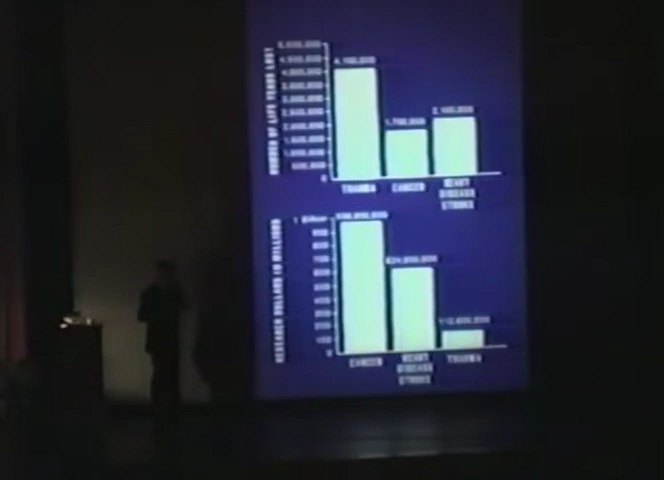 NUMBER OF LIFE YEARS LOST
5,000,000
4,500,000
4,000,000
3,500,000
3,000,000
2,500,000
2,000,000
1,500,000
1,000,000
500,000
0
4,100,000
1,700,000
2,100,000
TRAUMA
CANCER
HEART
DISEASE
STROKE
RESEARCH DOLLARS IN MILLIONS
1 Billion
900
800
700
600
500
400
300
200
100
0
998,000,000
624,000,000
112,000,000
CANCER
HEART
DISEASE
STROKE
TRAUMA